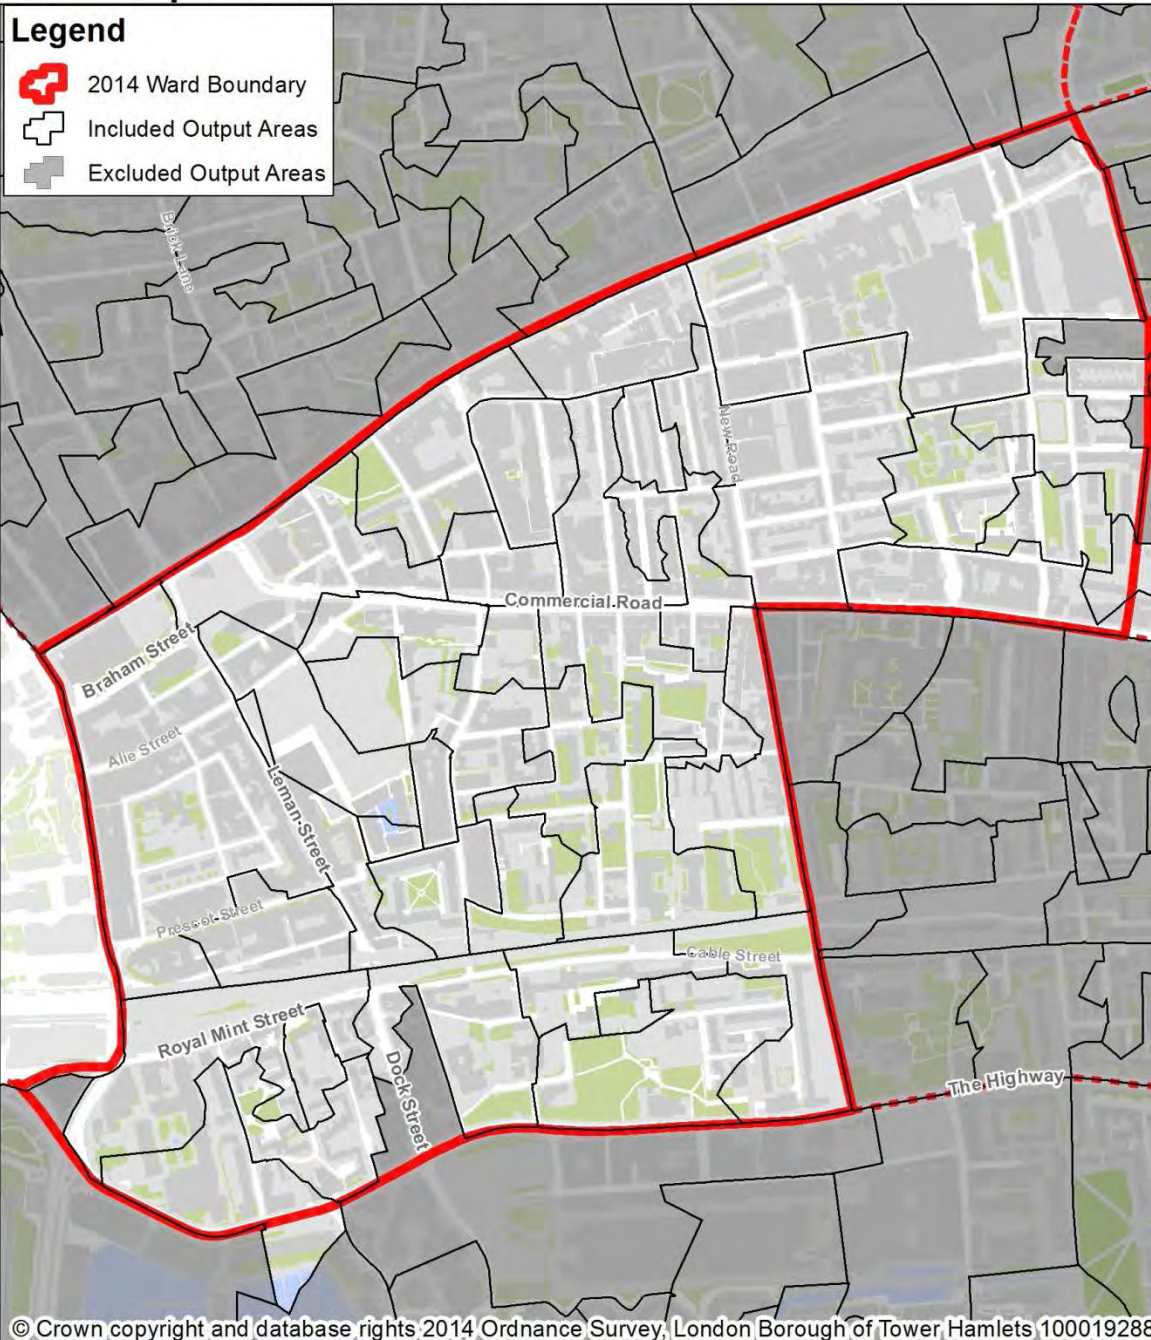 Legend
2014 Ward Boundary
Included Output Areas
Excluded Output Areas
Brick Lane
New Road
Commercial Road
Braham Street
Alie Street
Leman Street
Prescot Street
Cable Street
Royal Mint Street
Dock Street
The Highway
© Crown copyright and database rights 2014 Ordnance Survey, London Borough of Tower Hamlets 100019288